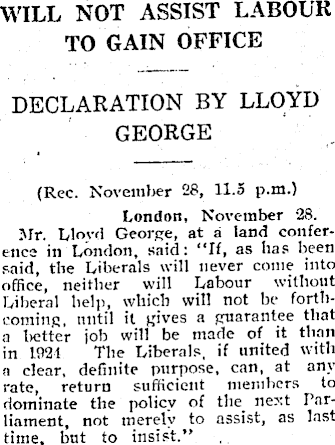 WILL NOT ASSIST LABOUR
TO GAIN OFFICE
DECLARATION BY LLOYD
GEORGE
(Rec. November 28, 11.5 p.m.)
London, November 28.
Mr. Lloyd George, at a land confer-
ence in London, said: "If, as has been
said, the Liberals will never come into
office, neither will Labour without
Liberal help, which will not be forth-
coming, until it gives a guarantee that
a better job will be made of it than
in 1924 The Liberals, if united with
a clear, definite purpose, can, at any
rate, return sufficient members to
dominate the policy of the next Par-
liament, not merely to assist, as last
time, but to insist."